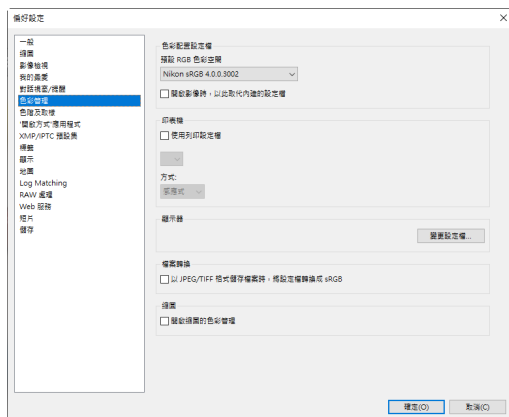 偏好設定
一般
縮圖
影像檢視
我的最愛
對話視窗/提醒
色彩管理
色階及取樣
'開啟方式'應用程式
XMP/IPTC 預設集
標籤
顯示
地圖
Log Matching
RAW 處理
Web 服務
短片
儲存
色彩配置設定檔
預設 RGB 色彩空間
Nikon sRGB 4.0.0.3002
開啟影像時，以此取代內建的設定檔
印表機
使用列印設定檔
方式:
感應式
顯示器
變更設定檔...
檔案轉換
以 JPEG/TIFF 格式儲存檔案時，將設定檔轉換成 sRGB
縮圖
開啟縮圖的色彩管理
確定(O)
取消(C)